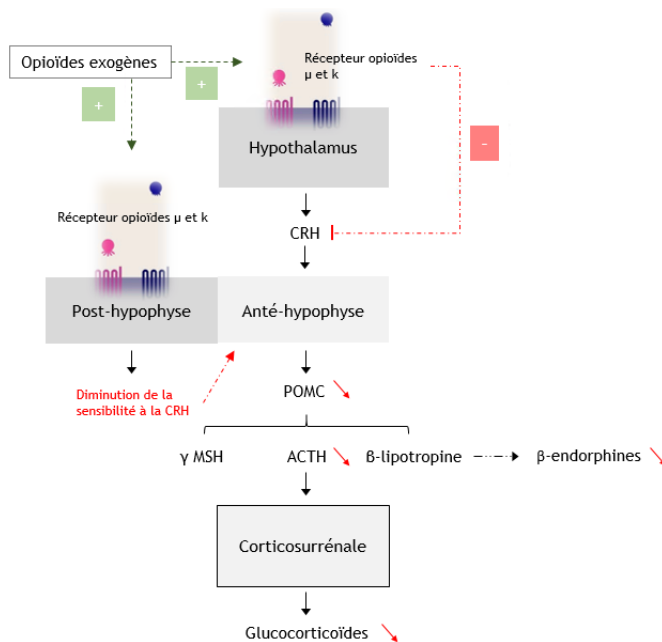 Opioïdes exogènes
+
+
Récepteur opioïdes
μ et k
-
Hypothalamus
CRH
Récepteur opioïdes μ et k
Post-hypophyse
Anté-hypophyse
Diminution de la
sensibilité à la CRH
POMC
γ MSH
ACTH
ß-lipotropine
β-endorphines
Corticosurrénale
Glucocorticoïdes